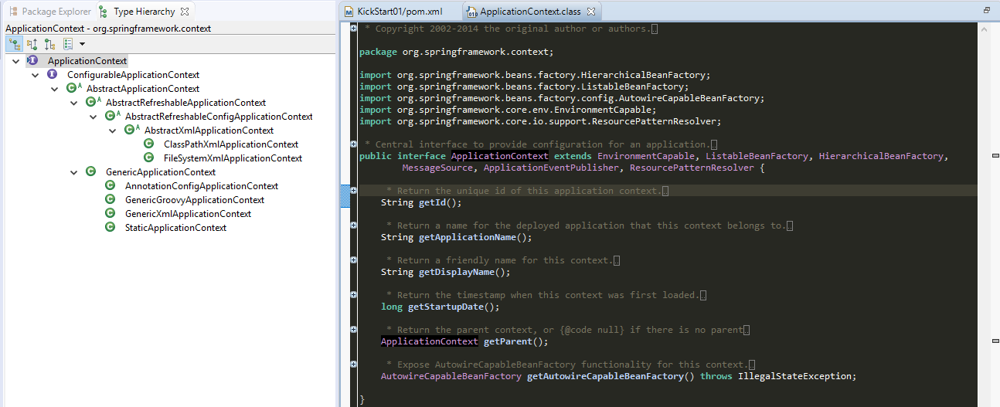 Package Explorer
Type Hierarchy
ApplicationContext - org.springframework.context
ApplicationContext
ConfigurableApplicationContext
AbstractApplicationContext
AbstractRefreshableApplicationContext
AbstractRefreshableConfigApplicationContext
AbstractXmlApplicationContext
ClassPathXmlApplicationContext
FileSystemXmlApplicationContext
GenericApplicationContext
AnnotationConfigApplicationContext
GenericGroovyApplicationContext
GenericXmlApplicationContext
StaticApplicationContext
KickStart01/pom.xml
ApplicationContext.class
* Copyright 2002-2014 the original author or authors.
package org.springframework.context;
import org.springframework.beans.factory.HierarchicalBeanFactory;
import org.springframework.beans.factory.ListableBeanFactory;
import org.springframework.beans.factory.config.AutowireCapableBeanFactory;
import org.springframework.core.env.EnvironmentCapable;
import org.springframework.core.io.support.ResourcePatternResolver;
* Central interface to provide configuration for an application.
public interface ApplicationContext extends EnvironmentCapable, ListableBeanFactory, HierarchicalBeanFactory,
MessageSource, ApplicationEventPublisher, ResourcePatternResolver {
* Return the unique id of this application context.
String getId();
* Return a name for the deployed application that this context belongs to.
String getApplicationName();
* Return a friendly name for this context.
String getDisplayName();
* Return the timestamp when this context was first loaded.
long getStartupDate();
* Return the parent context, or {@code null} if there is no parent
ApplicationContext getParent();
* Expose AutowireCapableBeanFactory functionality for this context.
AutowireCapableBeanFactory getAutowireCapableBeanFactory() throws IllegalStateException;
}